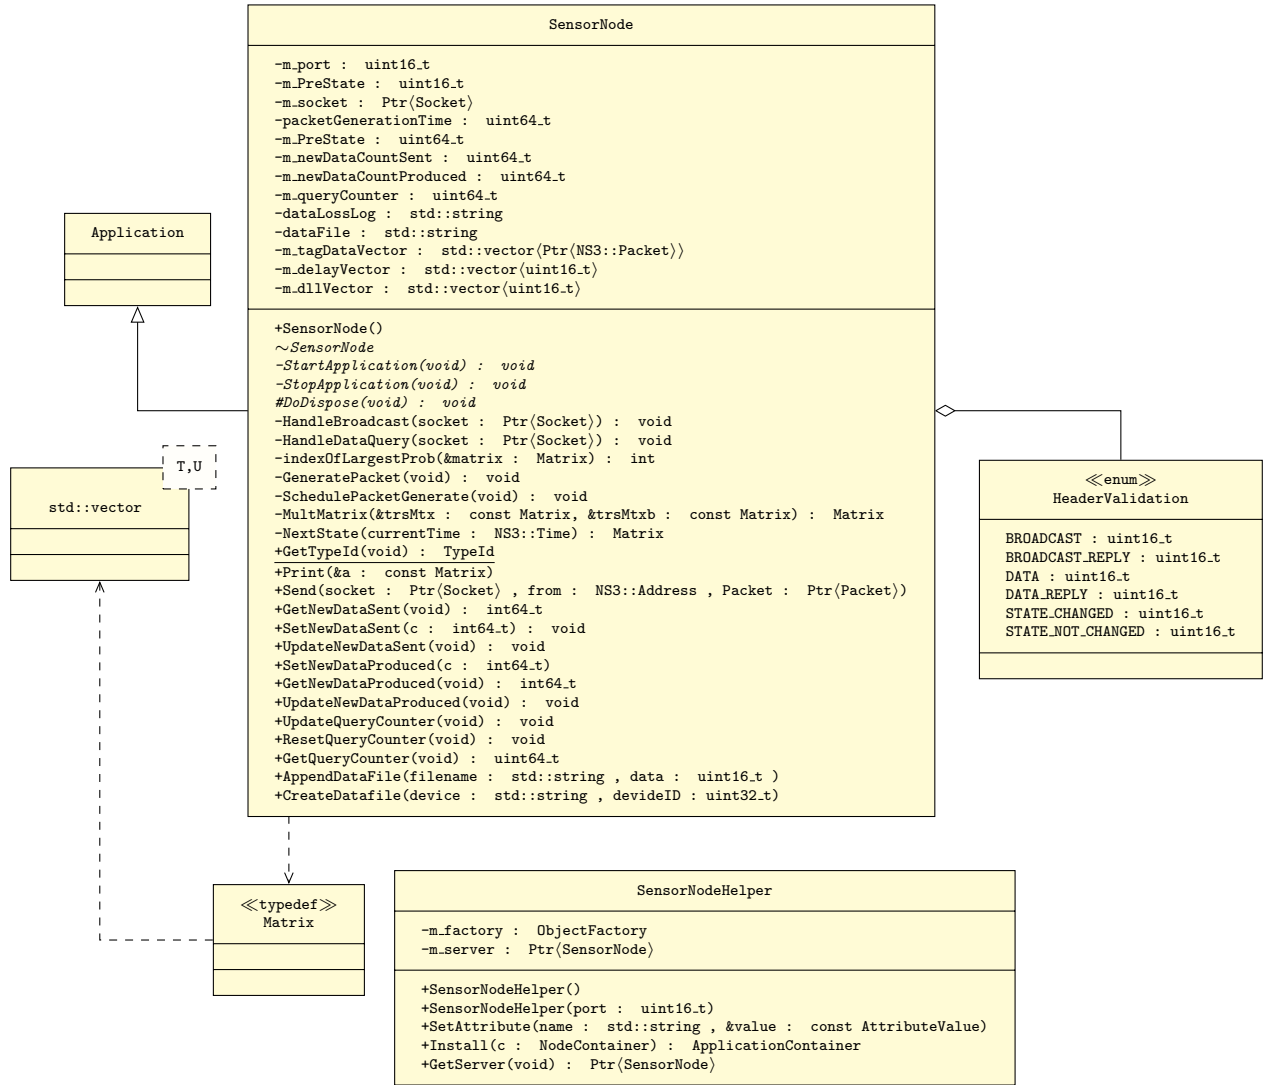 SensorNode
-m_port : uint16_t
-m_PreState : uint16_t
-m_socket : Ptr⟨Socket⟩
-packetGenerationTime : uint64_t
-m_PreState : uint64_t
-m_newDataCountSent : uint64_t
-m_newDataCountProduced : uint64_t
-m_queryCounter : uint64_t
-dataLossLog : std::string
-dataFile : std::string
-m_tagDataVector : std::vector⟨Ptr⟨NS3::Packet⟩⟩
-m_delayVector : std::vector⟨uint16_t⟩
-m_dllVector : std::vector⟨uint16_t⟩
+SensorNode()
∼SensorNode
-StartApplication(void) : void
-StopApplication(void) : void
#DoDispose(void) : void
-HandleBroadcast(socket : Ptr⟨Socket⟩) : void
-HandleDataQuery(socket : Ptr⟨Socket⟩) : void
-indexOfLargestProb(&matrix : Matrix) : int
-GeneratePacket(void) : void
-SchedulePacketGenerate(void) : void
-MultMatrix(&trsMtx : const Matrix, &trsMtxb : const Matrix) : Matrix
-NextState(currentTime : NS3::Time) : Matrix
+GetTypeId(void) : TypeId
+Print(&a : const Matrix)
+Send(socket : Ptr⟨Socket⟩ , from : NS3::Address , Packet : Ptr⟨Packet⟩)
+GetNewDataSent(void) : int64_t
+SetNewDataSent(c : int64_t) : void
+UpdateNewDataSent(void) : void
+SetNewDataProduced(c : int64_t)
+GetNewDataProduced(void) : int64_t
+UpdateNewDataProduced(void) : void
+UpdateQueryCounter(void) : void
+ResetQueryCounter(void) : void
+GetQueryCounter(void) : uint64_t
+AppendDataFile(filename : std::string , data : uint16_t )
+CreateDatafile(device : std::string , devideID : uint32_t)
Application
T,U
std::vector
≪enum≫
HeaderValidation
BROADCAST : uint16_t
BROADCAST_REPLY : uint16_t
DATA : uint16_t
DATA_REPLY : uint16_t
STATE_CHANGED : uint16_t
STATE_NOT_CHANGED : uint16_t
≪typedef≫
Matrix
SensorNodeHelper
-m_factory : ObjectFactory
-m_server : Ptr⟨SensorNode⟩
+SensorNodeHelper()
+SensorNodeHelper(port : uint16_t)
+SetAttribute(name : std::string , &value : const AttributeValue)
+Install(c : NodeContainer) : ApplicationContainer
+GetServer(void) : Ptr⟨SensorNode⟩